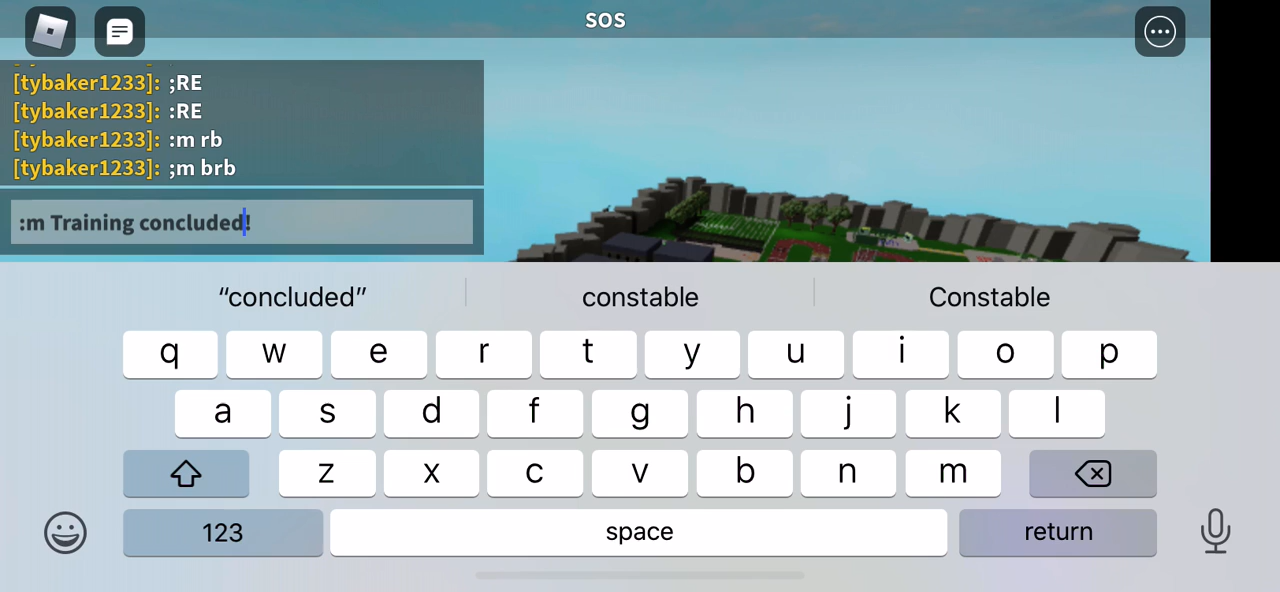 SOS
[tybaker1233]: ;RE
[tybaker1233]: :RE
[tybaker1233]: :m rb
[tybaker1233]: ;m brb
:m Training concluded!
“concluded” constable Constable
q w e r t y u i o p
a s d f g h j k l
z x c v b n m
123 space return